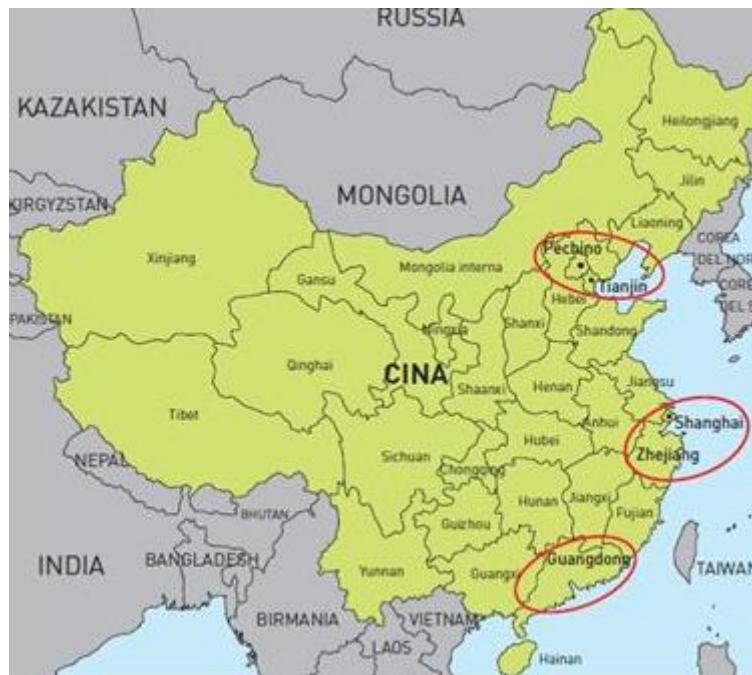 RUSSIA
KAZAKISTAN
Heilongjiang
Jilin
MONGOLIA
KIRGYZSTAN
Liaoning
COREA
DEL NOR
Pechino
Xinjiang
Mongolia interna
Gansu
Tianjin
COREA
DEL S
Hebei
PAKISTAN
Ningxia
Shanxi
Shandong
Qinghai
CINA
Shaanxi
Henan
Jiangsu
Tibet
Anhui
Shanghai
Sichuan
Hubei
Zhejiang
NEPAL
Chongqing
Hunan
Jiangxi
Fujian
BHUTAN
Guizhou
INDIA
BANGLADESH
Guangdong
TAIWAN
Yunnan
Guangxi
BIRMANIA
VIETNAM
LAOS
Hainan